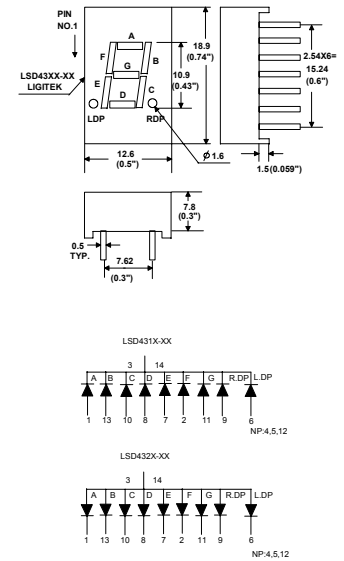 PIN
NO.1
A
F
B
G
E
C
D
LDP
RDP
LSD43XX-XX
LIGITEK
18.9
(0.74")
10.9
(0.43")
2.54X6=
15.24
(0.6")
12.6
(0.5")
Ø1.6
1.5(0.059")
7.8
(0.3")
0.5
TYP.
7.62
(0.3")
LSD431X-XX
3 14
A B C D E F G R.DP L.DP
1 13 10 8 7 2 11 9 6
NP:4,5,12
LSD432X-XX
3 14
A B C D E F G R.DP L.DP
1 13 10 8 7 2 11 9 6
NP:4,5,12